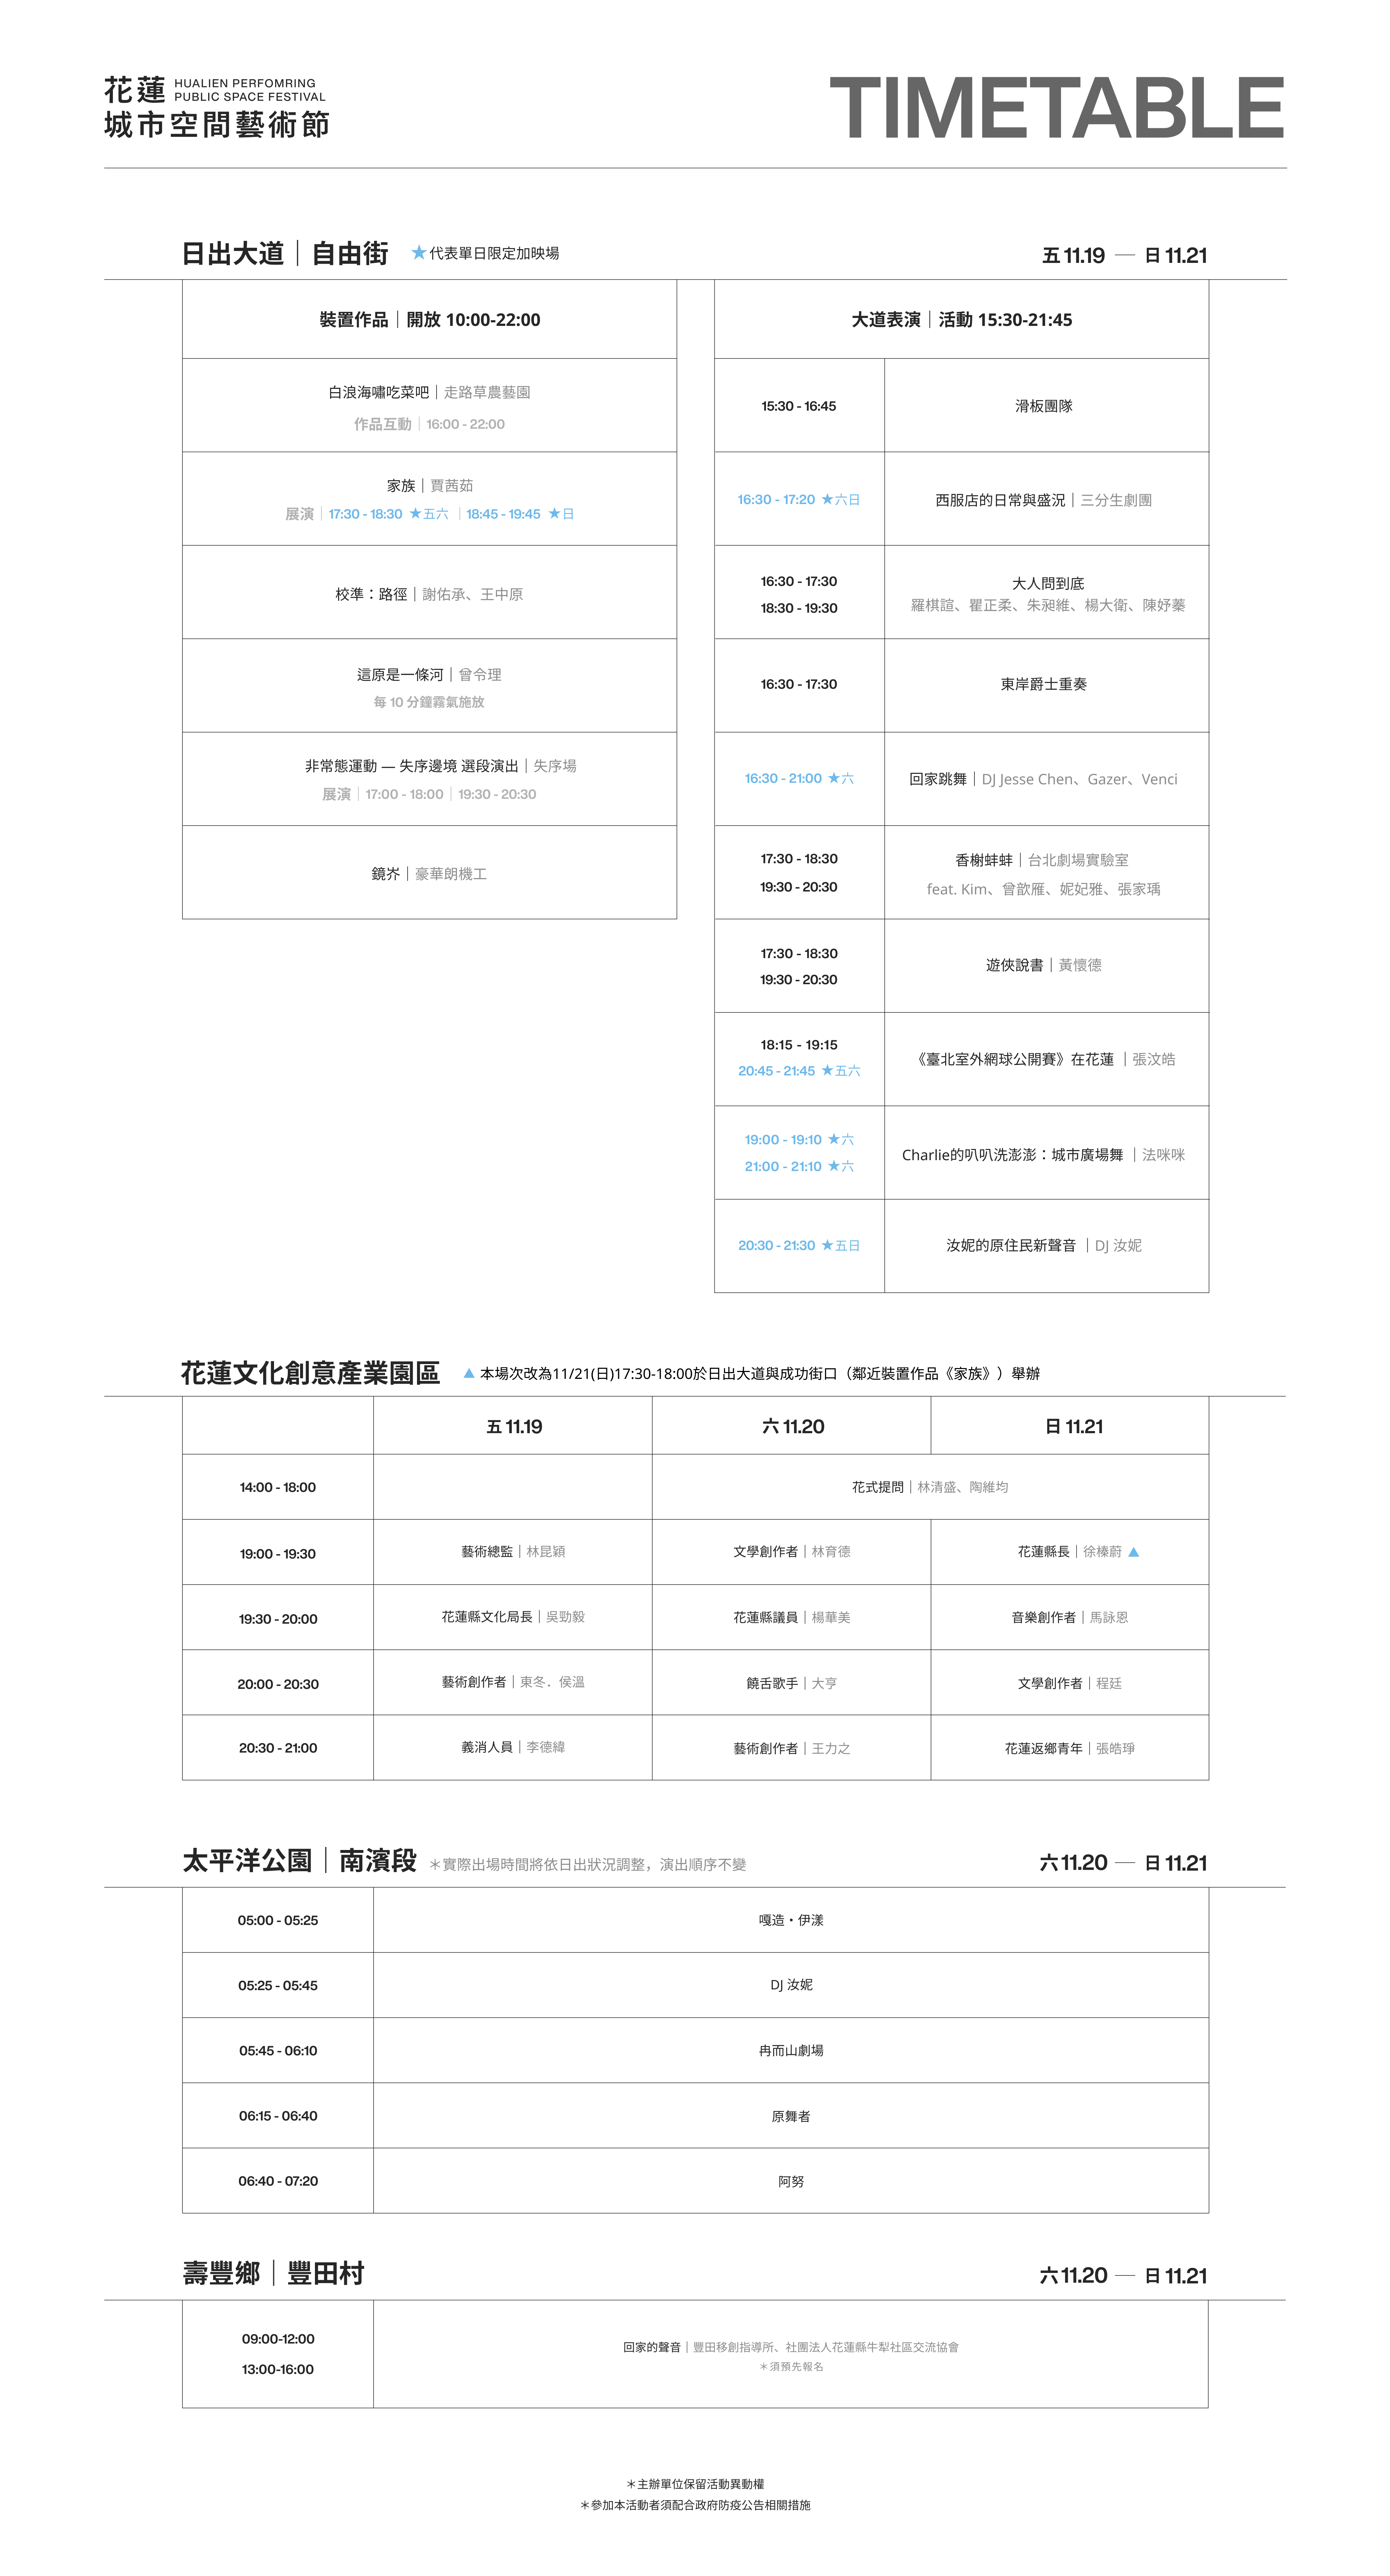 花蓮 HUALIEN PERFOMRING
PUBLIC SPACE FESTIVAL
城市空間藝術節
TIMETABLE
日出大道｜自由街 ★代表單日限定加映場 五 11.19 — 日 11.21
裝置作品｜開放 10:00-22:00
白浪海嘯吃菜吧｜走路草農藝園
作品互動｜16:00 - 22:00
家族｜賈茜茹
展演｜17:30 - 18:30 ★五六｜18:45 - 19:45 ★日
校準：路徑｜謝佑承、王中原
這原是一條河｜曾令理
每 10 分鐘霧氣施放
非常態運動 — 失序邊境 選段演出｜失序場
展演｜17:00 - 18:00｜19:30 - 20:30
鏡岕｜豪華朗機工
大道表演｜活動 15:30-21:45
15:30 - 16:45 滑板團隊
16:30 - 17:20 ★六日 西服店的日常與盛況｜三分生劇團
16:30 - 17:30
18:30 - 19:30
大人問到底
羅棋諠、瞿正柔、朱昶維、楊大衛、陳妤蓁
16:30 - 17:30 東岸爵士重奏
16:30 - 21:00 ★六 回家跳舞｜DJ Jesse Chen、Gazer、Venci
17:30 - 18:30
19:30 - 20:30
香榭蚌蚌｜台北劇場實驗室
feat. Kim、曾歆雁、妮妃雅、張家瑀
17:30 - 18:30
19:30 - 20:30
遊俠說書｜黃懷德
18:15 - 19:15
20:45 - 21:45 ★五六
《臺北室外網球公開賽》在花蓮｜張汶皓
19:00 - 19:10 ★六
21:00 - 21:10 ★六
Charlie的叭叭洗澎澎：城市廣場舞｜法咪咪
20:30 - 21:30 ★五日 汝妮的原住民新聲音｜DJ 汝妮
花蓮文化創意產業園區 ▲ 本場次改為11/21(日)17:30-18:00於日出大道與成功街口（鄰近裝置作品《家族》）舉辦
五 11.19 六 11.20 日 11.21
14:00 - 18:00 花式提問｜林清盛、陶維均
19:00 - 19:30 藝術總監｜林昆穎 文學創作者｜林育德 花蓮縣長｜徐榛蔚 ▲
19:30 - 20:00 花蓮縣文化局長｜吳勁毅 花蓮縣議員｜楊華美 音樂創作者｜馬詠恩
20:00 - 20:30 藝術創作者｜東冬．侯溫 饒舌歌手｜大亨 文學創作者｜程廷
20:30 - 21:00 義消人員｜李德緯 藝術創作者｜王力之 花蓮返鄉青年｜張皓琤
太平洋公園｜南濱段 ＊實際出場時間將依日出狀況調整，演出順序不變 六 11.20 — 日 11.21
05:00 - 05:25 嘎造・伊漾
05:25 - 05:45 DJ 汝妮
05:45 - 06:10 冉而山劇場
06:15 - 06:40 原舞者
06:40 - 07:20 阿努
壽豐鄉｜豐田村 六 11.20 — 日 11.21
09:00-12:00
13:00-16:00
回家的聲音｜豐田移創指導所、社團法人花蓮縣牛犁社區交流協會
＊須預先報名
＊主辦單位保留活動異動權
＊參加本活動者須配合政府防疫公告相關措施